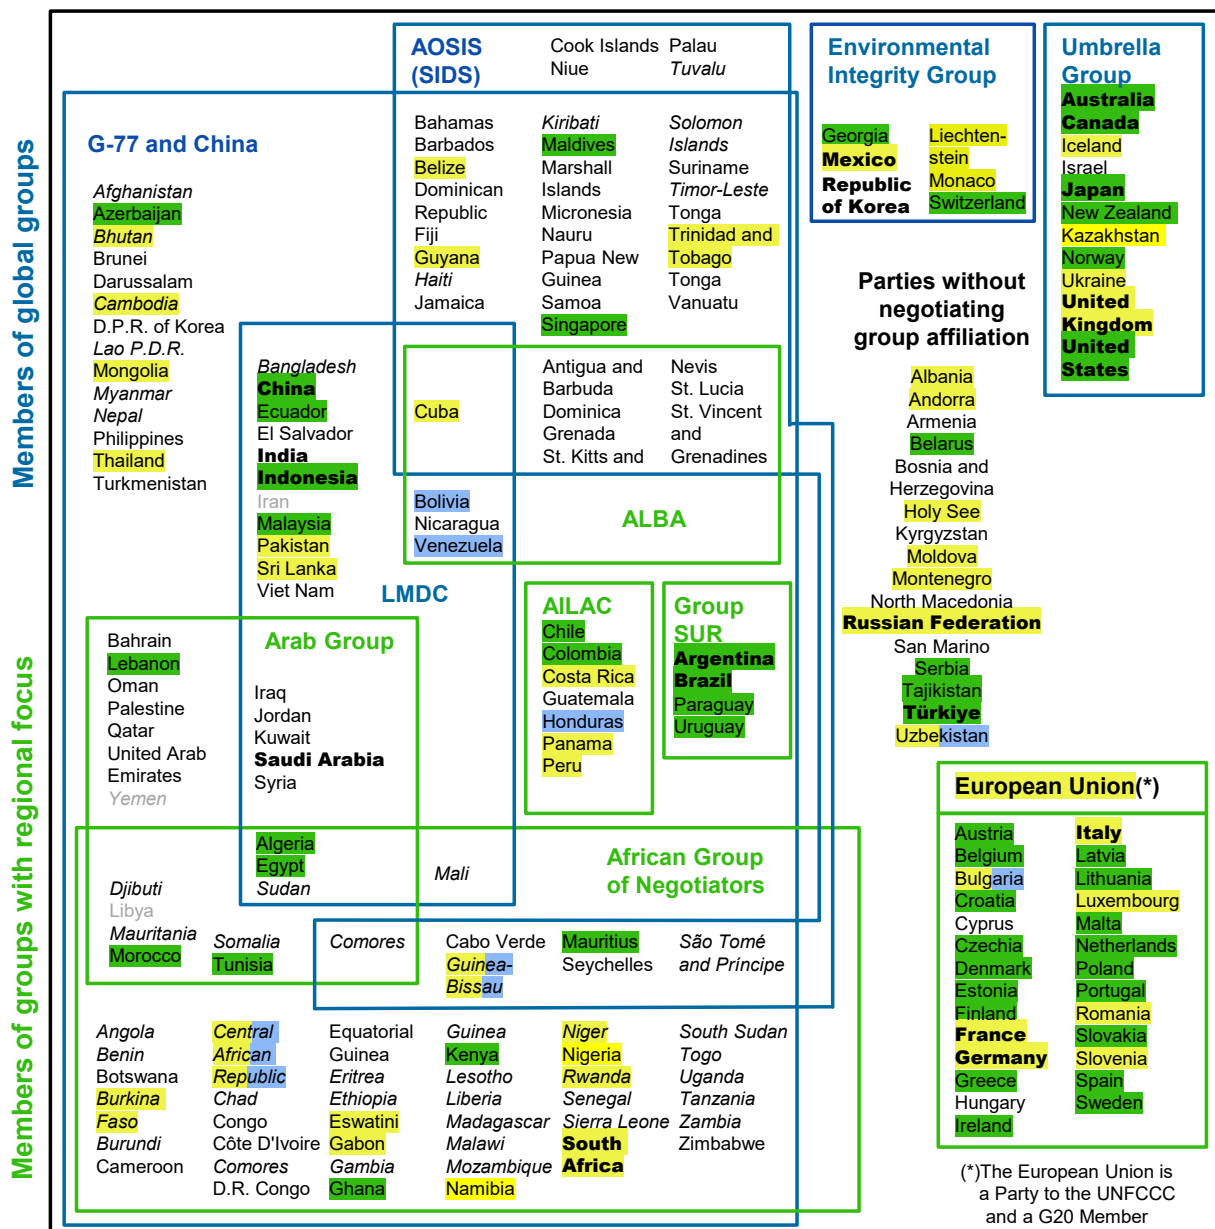 Members of global groups
Members of groups with regional focus
G-77 and China
Afghanistan
Azerbaijan
Bhutan
Brunei
Darussalam
Cambodia
D.P.R. of Korea
Lao P.D.R.
Mongolia
Myanmar
Nepal
Philippines
Thailand
Turkmenistan
AOSIS
(SIDS)
Cook Islands
Niue
Palau
Tuvalu
Bahamas
Barbados
Belize
Dominican
Republic
Fiji
Guyana
Haiti
Jamaica
Kiribati
Maldives
Marshall
Islands
Micronesia
Nauru
Papua New
Guinea
Samoa
Singapore
Solomon
Islands
Suriname
Timor-Leste
Tonga
Trinidad and
Tobago
Tonga
Vanuatu
Environmental
Integrity Group
Georgia
Mexico
Republic
of Korea
Liechten-
stein
Monaco
Switzerland
Umbrella
Group
Australia
Canada
Iceland
Israel
Japan
New Zealand
Kazakhstan
Norway
Ukraine
United
Kingdom
United
States
Bangladesh
China
Ecuador
El Salvador
India
Indonesia
Iran
Malaysia
Pakistan
Sri Lanka
Viet Nam
LMDC
Cuba
Antigua and
Barbuda
Dominica
Grenada
St. Kitts and
Nevis
St. Lucia
St. Vincent
and
Grenadines
Bolivia
Nicaragua
Venezuela
ALBA
Parties without
negotiating
group affiliation
Albania
Andorra
Armenia
Belarus
Bosnia and
Herzegovina
Holy See
Kyrgyzstan
Moldova
Montenegro
North Macedonia
Russian Federation
San Marino
Serbia
Tajikistan
Türkiye
Uzbekistan
AILAC
Chile
Colombia
Costa Rica
Guatemala
Honduras
Panama
Peru
Group
SUR
Argentina
Brazil
Paraguay
Uruguay
Arab Group
Bahrain
Lebanon
Oman
Palestine
Qatar
United Arab
Emirates
Yemen
Iraq
Jordan
Kuwait
Saudi Arabia
Syria
Algeria
Egypt
Sudan
Mali
African Group
of Negotiators
Djibuti
Libya
Mauritania
Morocco
Somalia
Tunisia
Comores
Cabo Verde
Guinea-
Bissau
Mauritius
Seychelles
São Tomé
and Príncipe
Angola
Benin
Botswana
Burkina
Faso
Burundi
Cameroon
Central
African
Republic
Chad
Congo
Côte D'Ivoire
Comores
D.R. Congo
Equatorial
Guinea
Eritrea
Ethiopia
Eswatini
Gabon
Gambia
Ghana
Guinea
Kenya
Lesotho
Liberia
Madagascar
Malawi
Mozambique
Namibia
Niger
Nigeria
Rwanda
Senegal
Sierra Leone
South
Africa
South Sudan
Togo
Uganda
Tanzania
Zambia
Zimbabwe
European Union(*)
Austria
Belgium
Bulgaria
Croatia
Cyprus
Czechia
Denmark
Estonia
Finland
France
Germany
Greece
Hungary
Ireland
Italy
Latvia
Lithuania
Luxembourg
Malta
Netherlands
Poland
Portugal
Romania
Slovakia
Slovenia
Spain
Sweden
(*)The European Union is
a Party to the UNFCCC
and a G20 Member